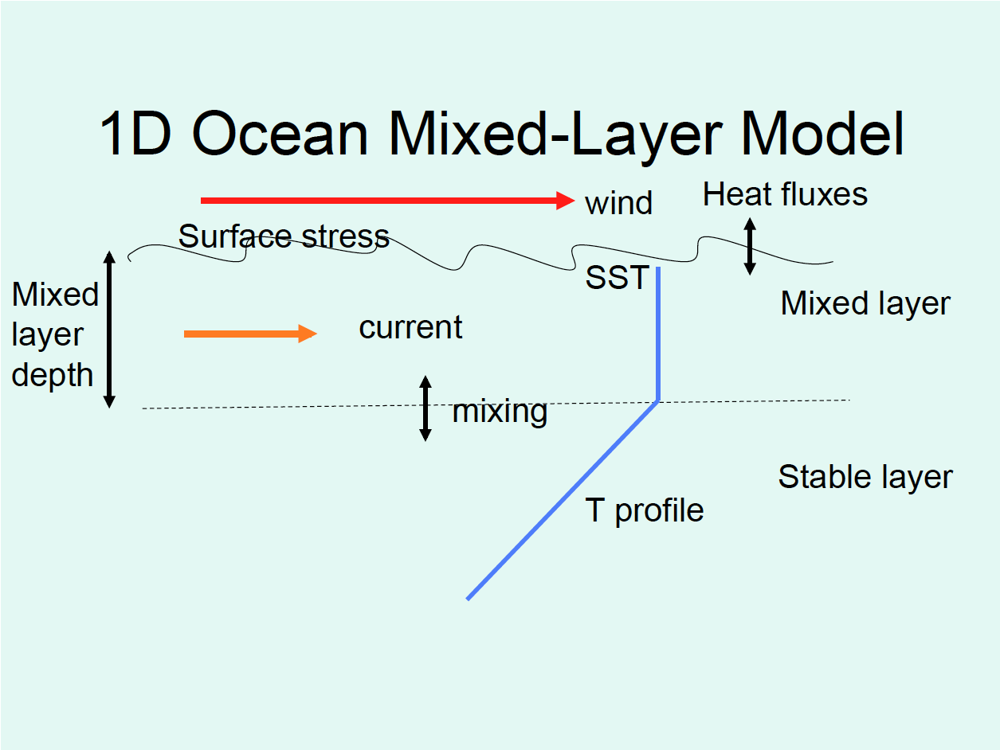 1D Ocean Mixed-Layer Model
wind
Heat fluxes
Surface stress
SST
Mixed
layer
depth
Mixed layer
current
mixing
Stable layer
T profile